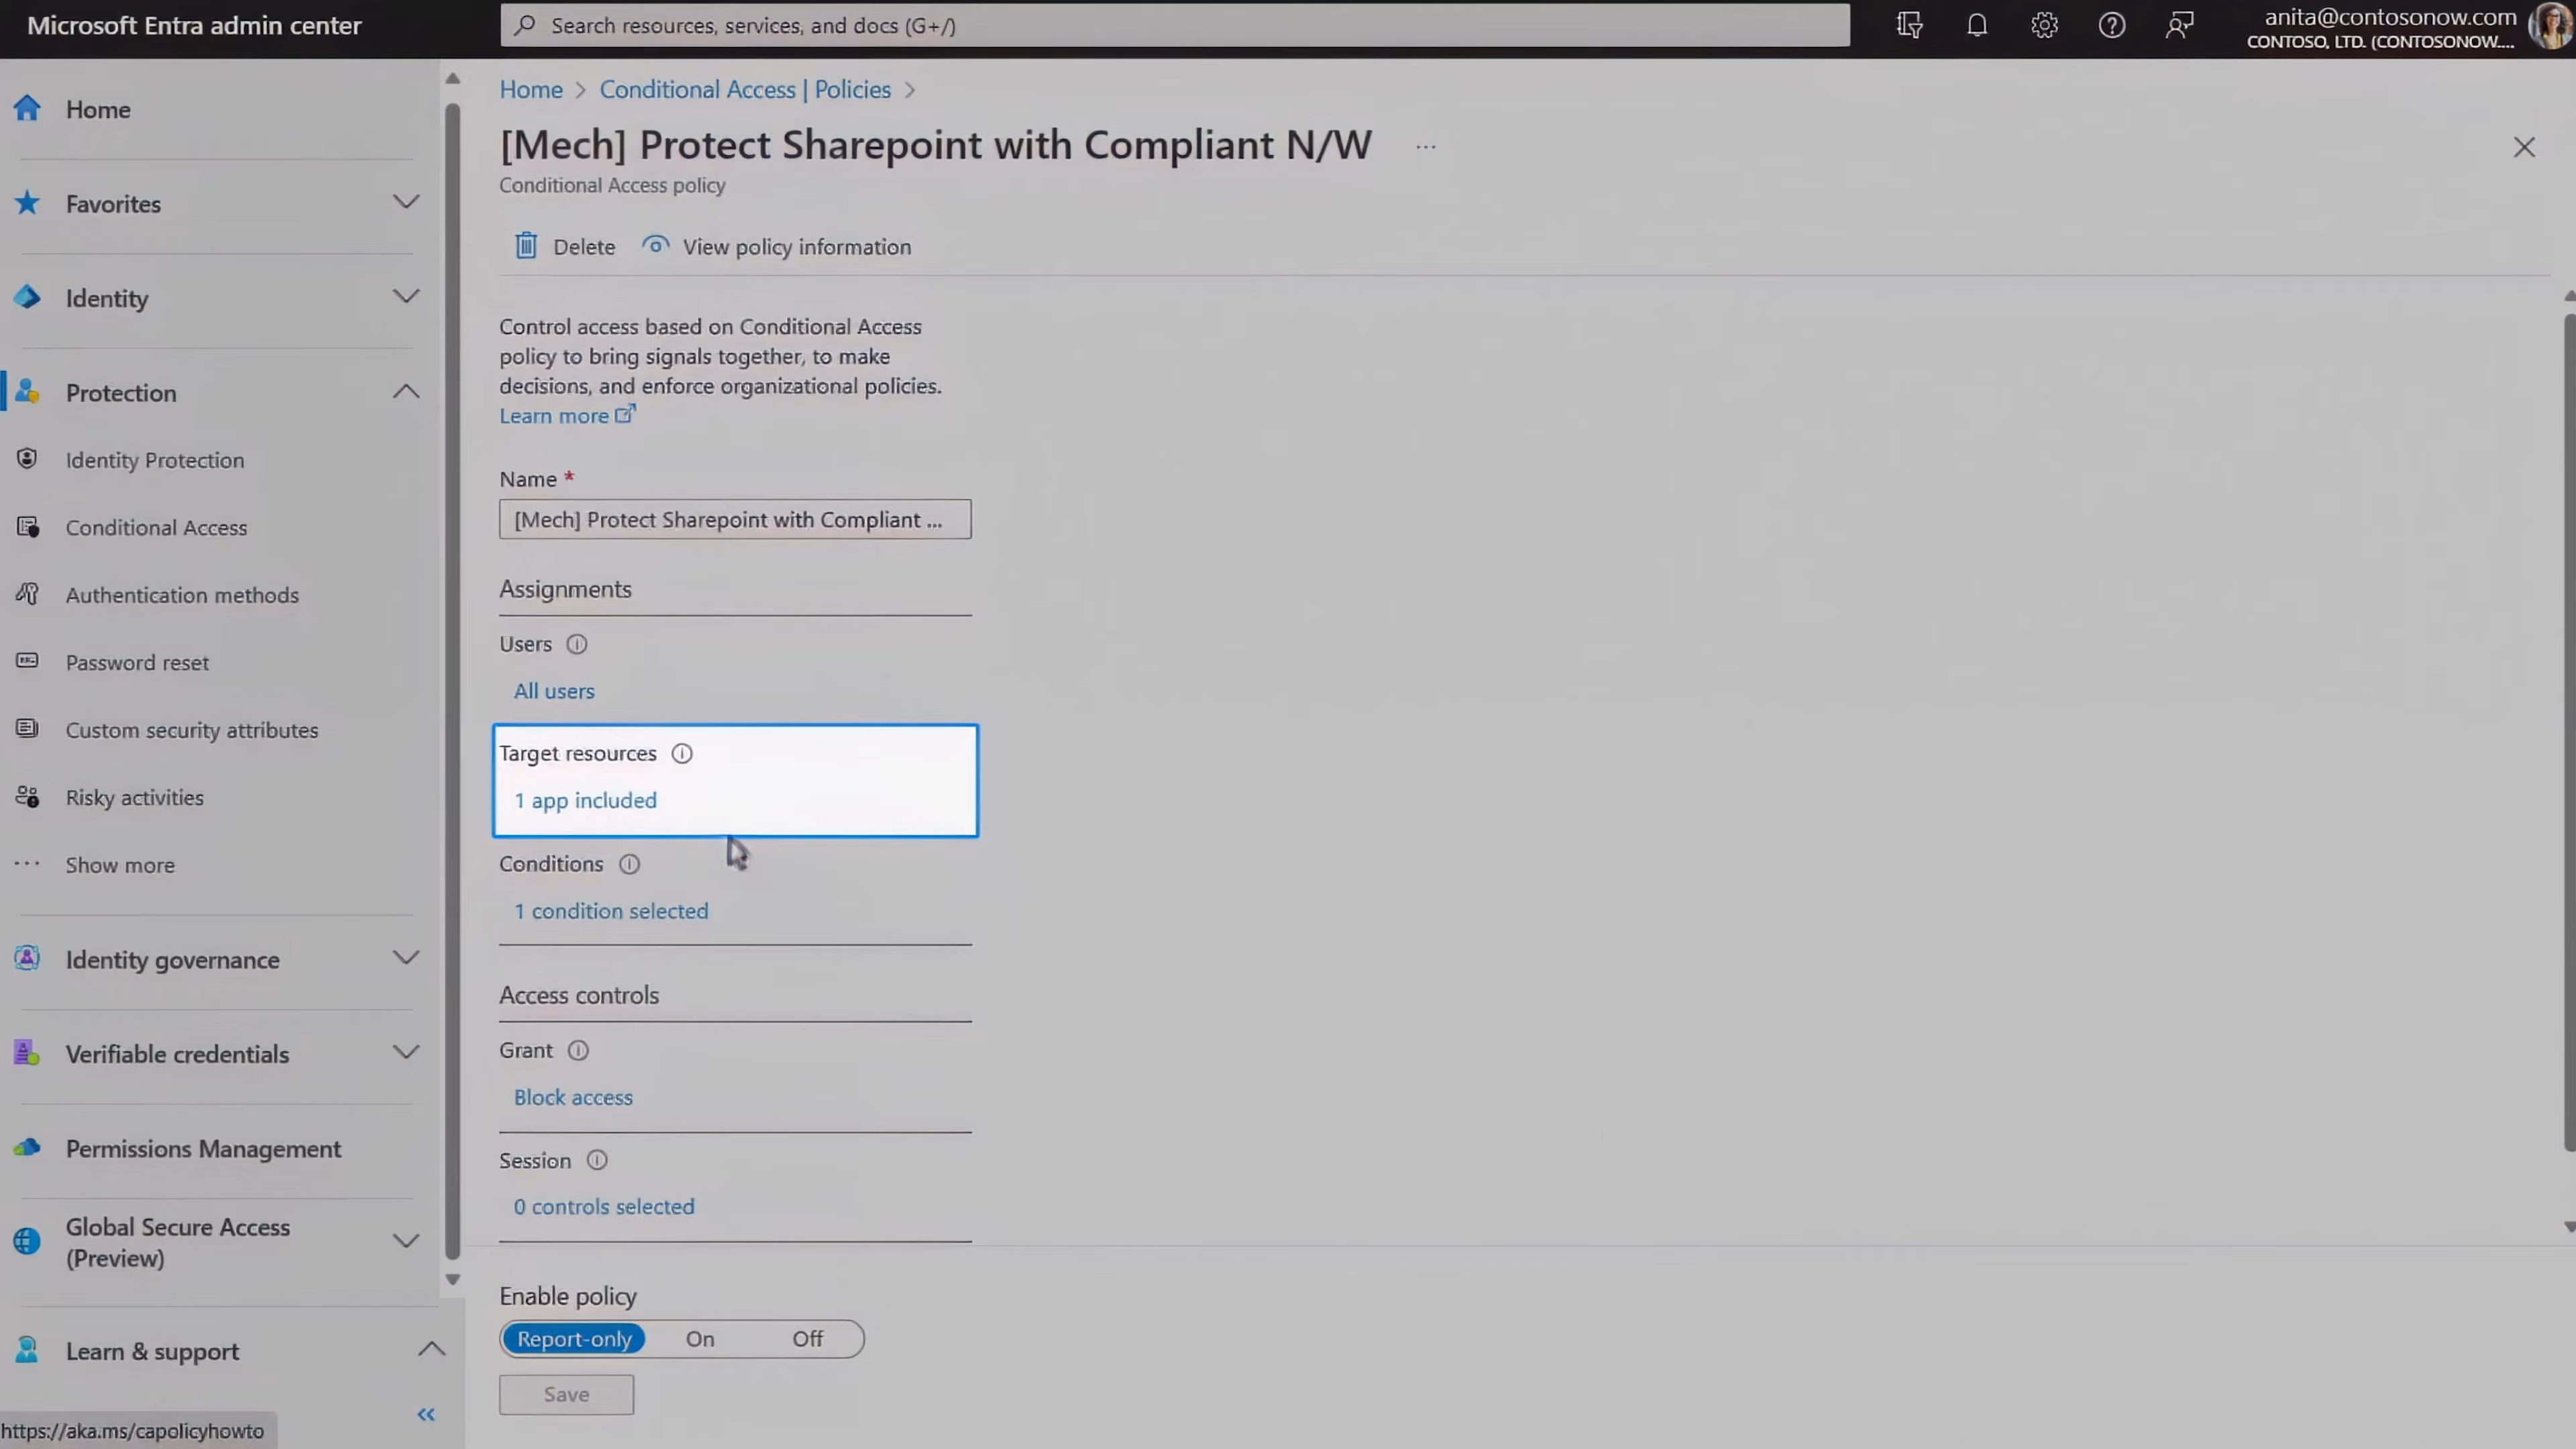 Microsoft Entra admin center
Search resources, services, and docs (G+/)
anita@contosonow.com
CONTOSO, LTD. (CONTOSONOW....
Home
Favorites
Identity
Protection
Identity Protection
Conditional Access
Authentication methods
Password reset
Custom security attributes
Risky activities
Show more
Identity governance
Verifiable credentials
Permissions Management
Global Secure Access
(Preview)
Learn & support
https://aka.ms/capolicyhowto
Home > Conditional Access | Policies >
[Mech] Protect Sharepoint with Compliant N/W ...
Conditional Access policy
Delete View policy information
Control access based on Conditional Access
policy to bring signals together, to make
decisions, and enforce organizational policies.
Learn more
Name *
[Mech] Protect Sharepoint with Compliant ...
Assignments
Users
All users
Target resources
1 app included
Conditions
1 condition selected
Access controls
Grant
Block access
Session
0 controls selected
Enable policy
Report-only On Off
Save